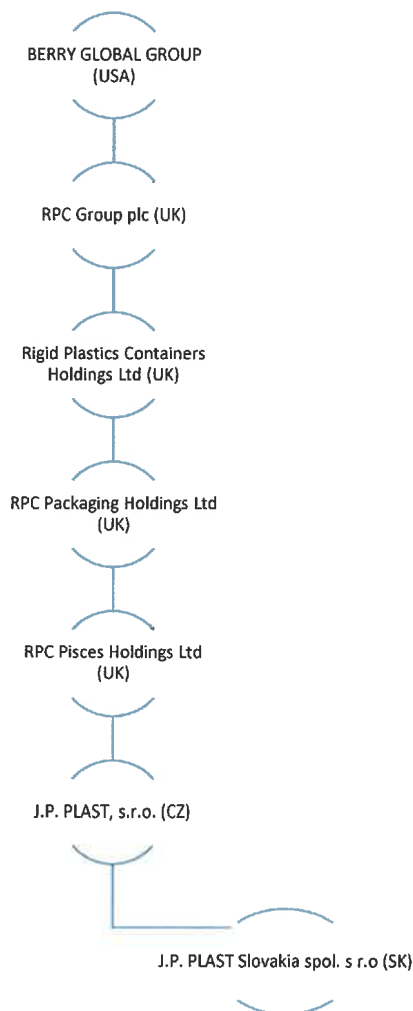 BERRY GLOBAL GROUP
(USA)
RPC Group plc (UK)
Rigid Plastics Containers
Holdings Ltd (UK)
RPC Packaging Holdings Ltd
(UK)
RPC Pisces Holdings Ltd
(UK)
J.P. PLAST, s.r.o. (CZ)
J.P. PLAST Slovakia spol. s r.o (SK)